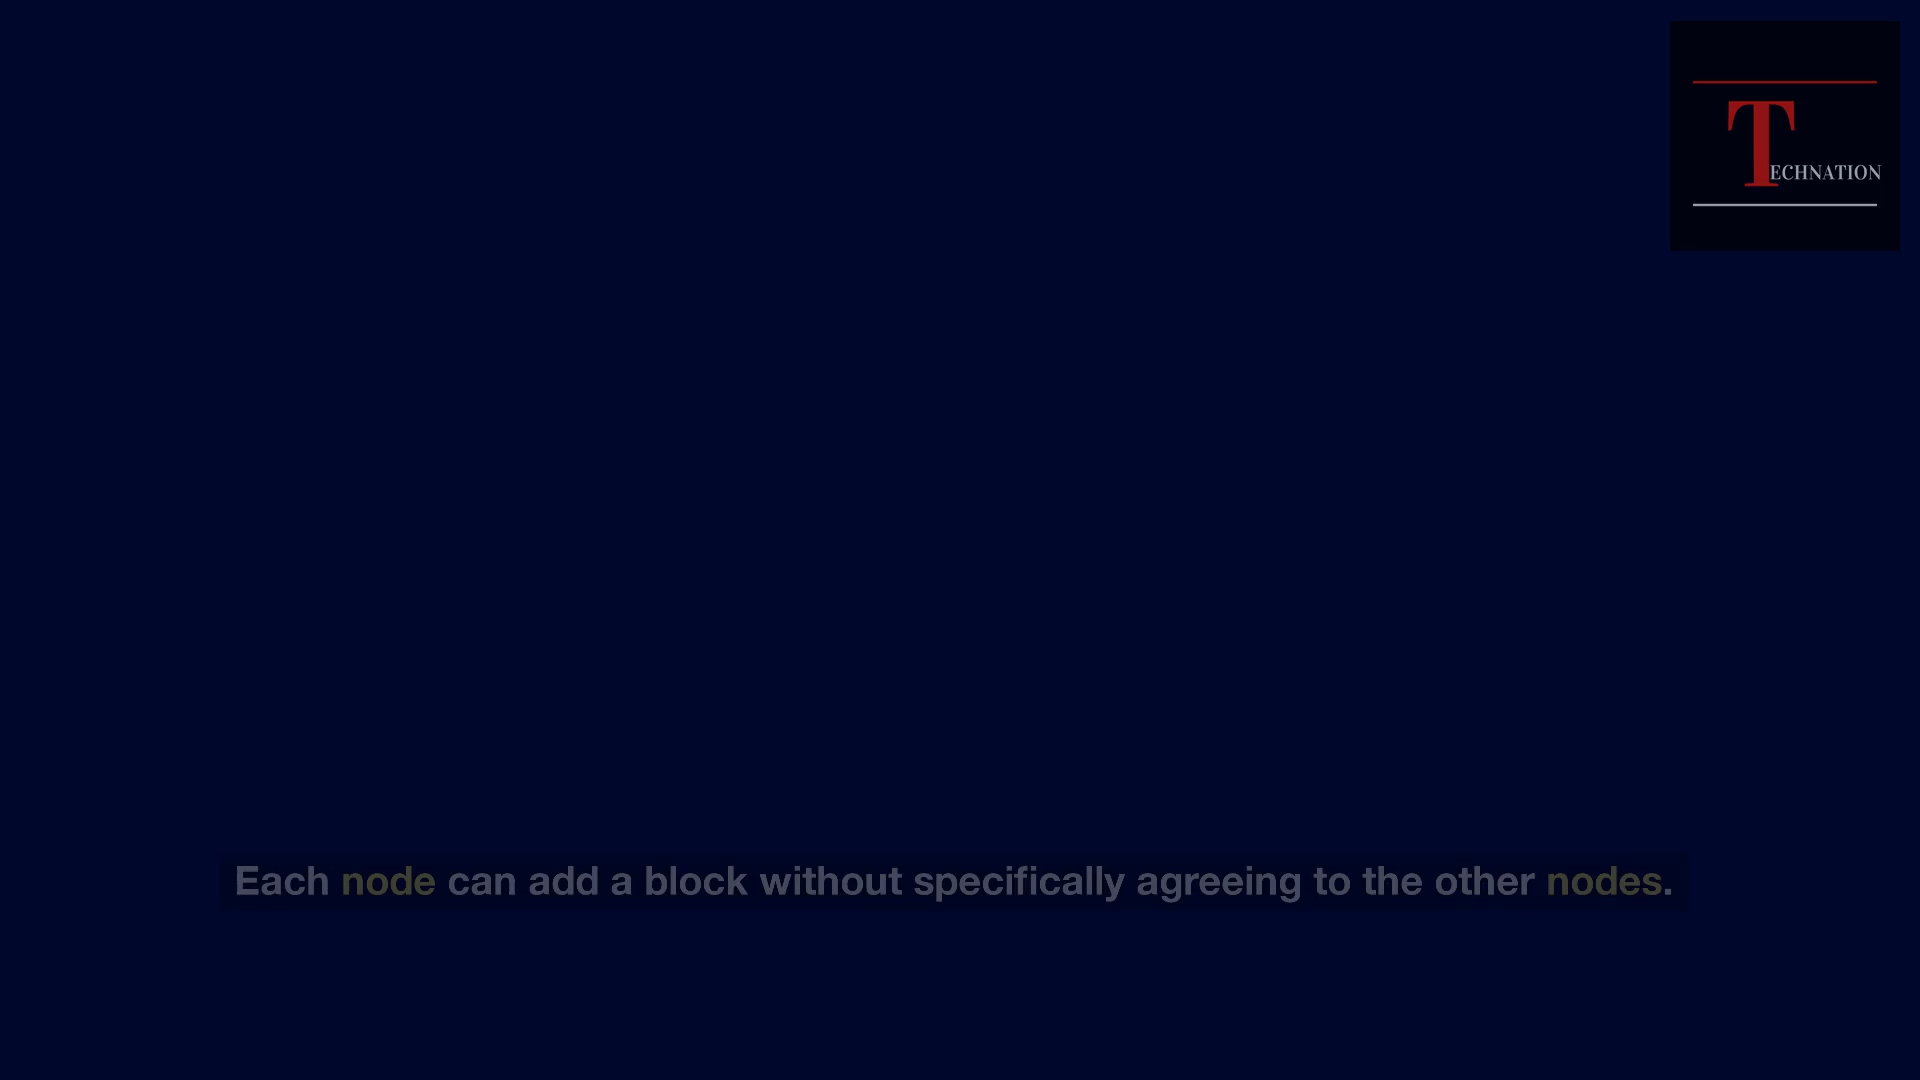 TECHNATION
Each node can add a block without specifically agreeing to the other nodes.